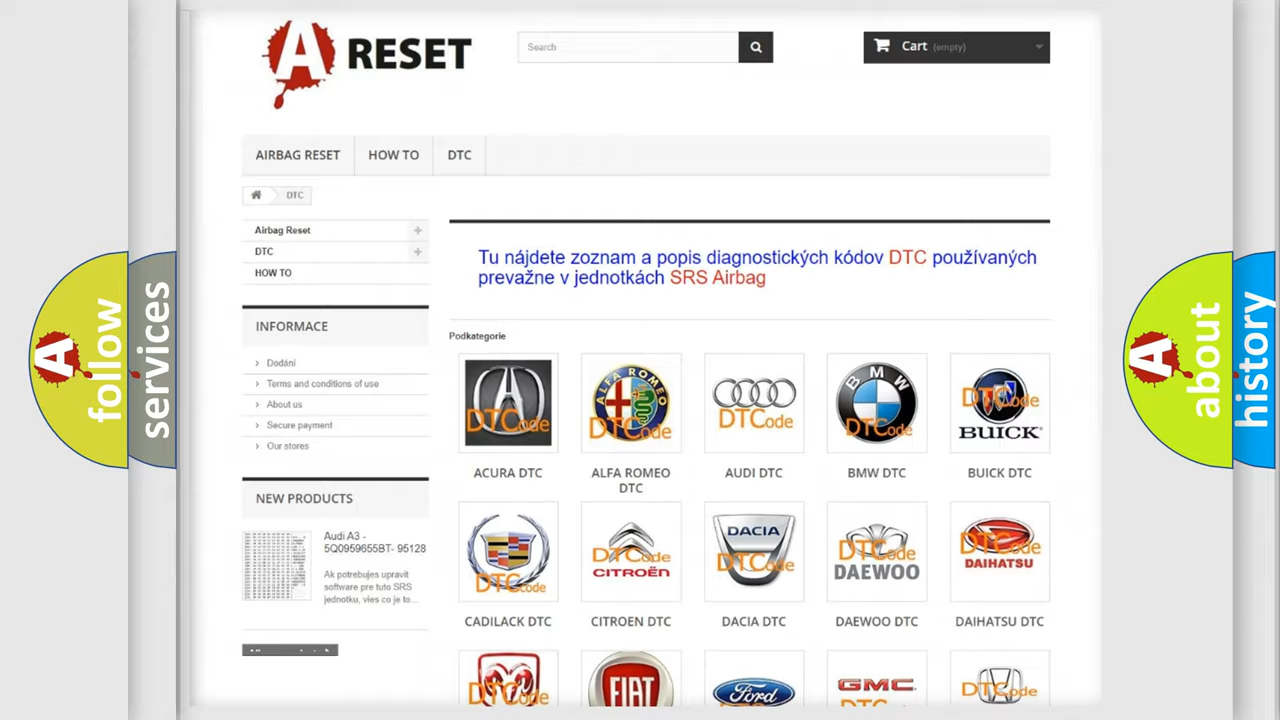 A RESET
Search
Cart (empty)
AIRBAG RESET
HOW TO
DTC
DTC
Airbag Reset
DTC
HOW TO
INFORMACE
Dodání
Terms and conditions of use
About us
Secure payment
Our stores
NEW PRODUCTS
Audi A3 -
5Q0959655BT- 95128
Ak potrebujes upravit
software pre tuto SRS
jednotku, vies co je to...
Tu nájdete zoznam a popis diagnostických kódov DTC používaných
prevažne v jednotkách SRS Airbag
Podkategorie
DTCode
ALFA ROMEO
DTCode
DTCode
BMW
DTCode
DTCode
BUICK
ACURA DTC
ALFA ROMEO
DTC
AUDI DTC
BMW DTC
BUICK DTC
DTCode
DTCode
CITROËN
DACIA
DTCode
DTCode
DAEWOO
DTCode
DAIHATSU
CADILACK DTC
CITROEN DTC
DACIA DTC
DAEWOO DTC
DAIHATSU DTC
DTCode
FIAT
Ford
GMC
DTCode
A follow
services
A about
history